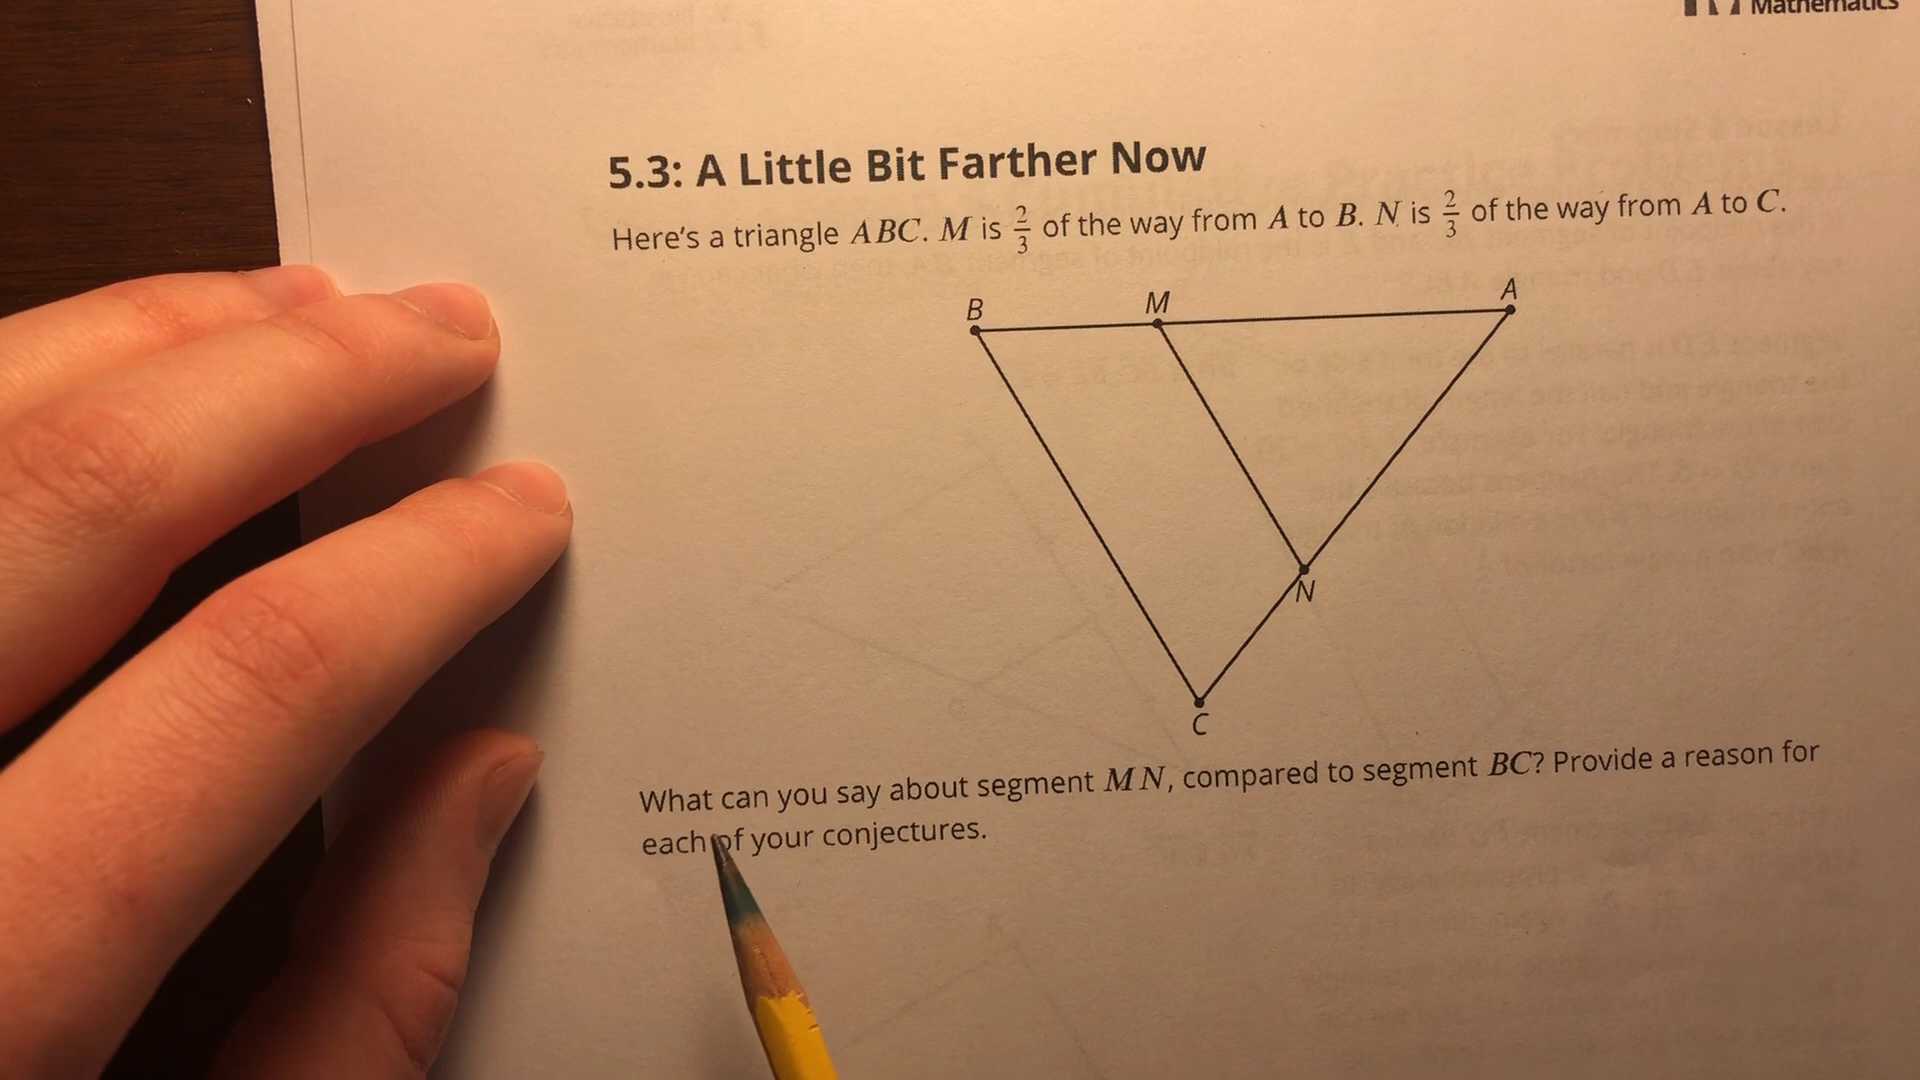 Mathematics
5.3: A Little Bit Farther Now
Here's a triangle ABC. M is 2/3 of the way from A to B. N is 2/3 of the way from A to C.
B M A
N
C
What can you say about segment MN, compared to segment BC? Provide a reason for
each of your conjectures.